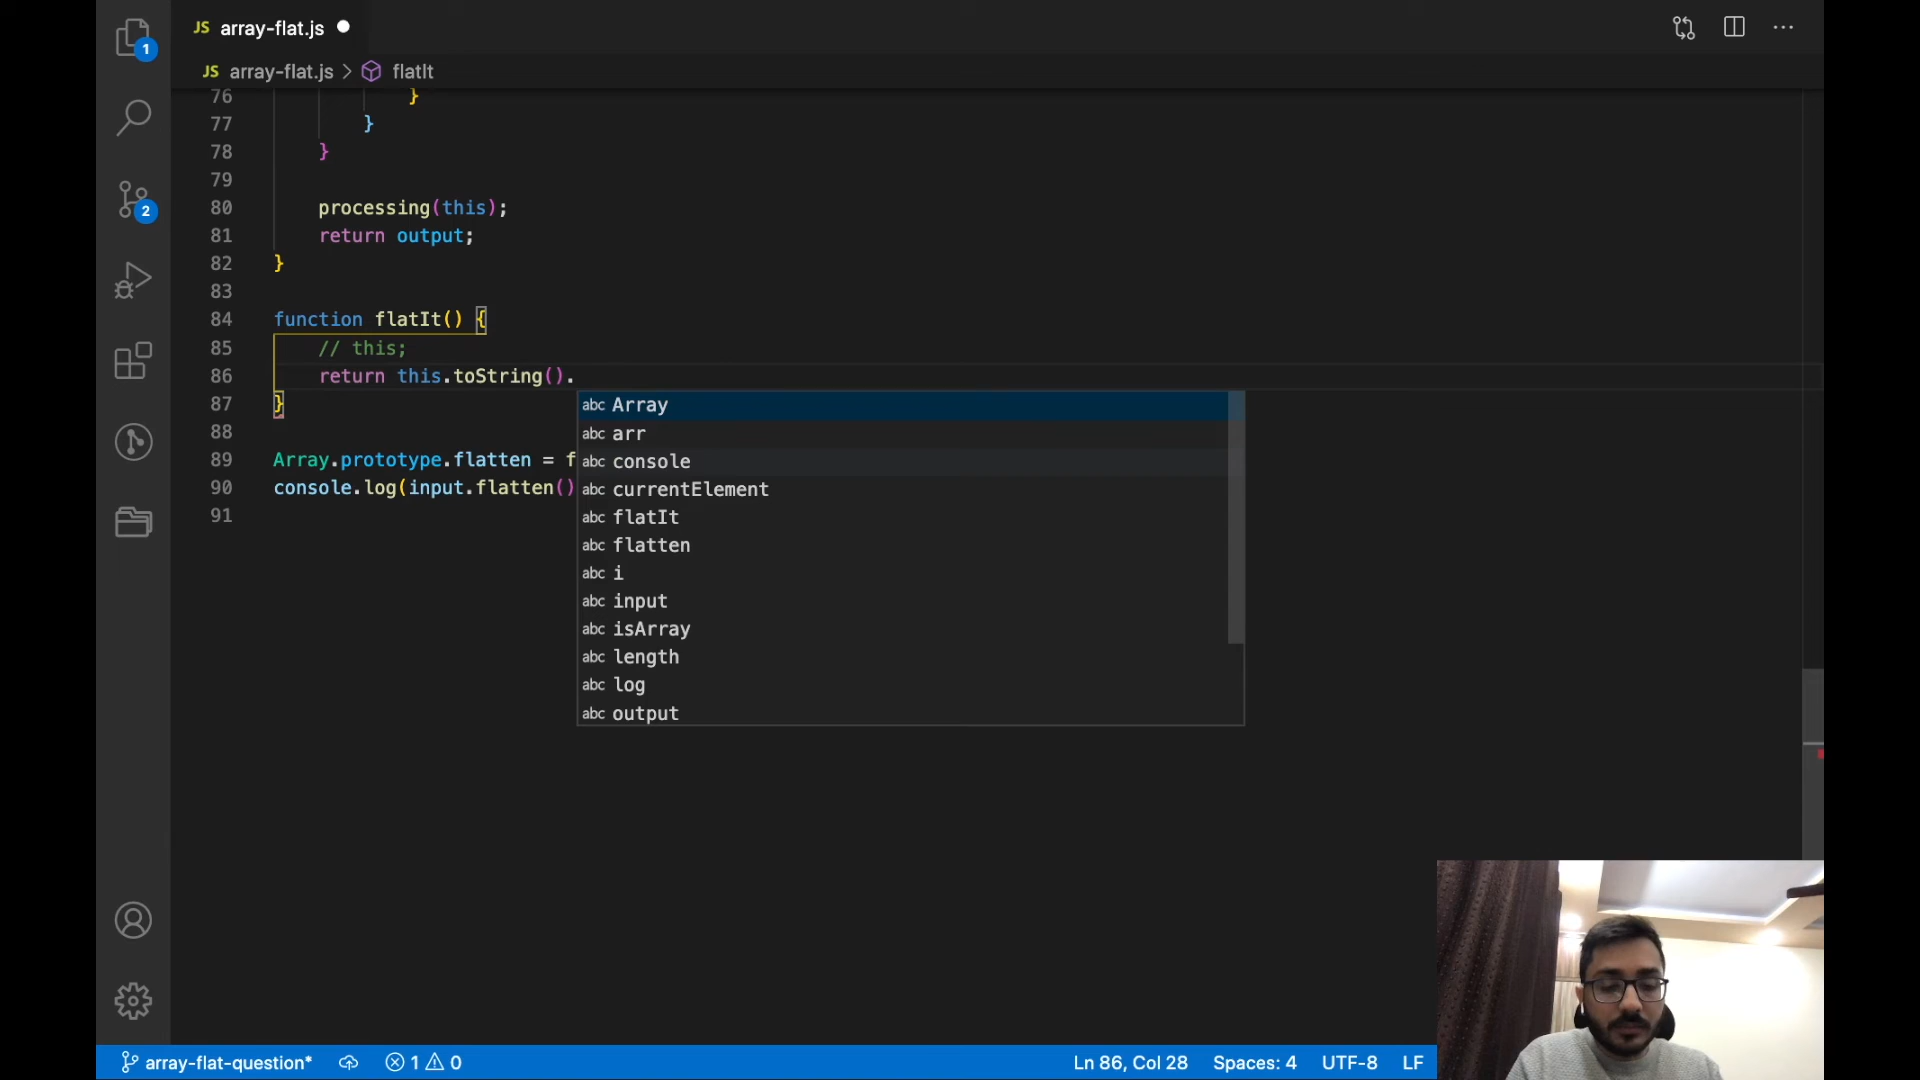 1
JS array-flat.js
JS array-flat.js > flatIt
76 }
77 }
78 }
79
80 processing(this);
81 return output;
82 }
83
84 function flatIt() {
85 // this;
86 return this.toString().
87 }
88
89 Array.prototype.flatten = f
90 console.log(input.flatten()
91
abc Array
abc arr
abc console
abc currentElement
abc flatIt
abc flatten
abc i
abc input
abc isArray
abc length
abc log
abc output
2
array-flat-question* 1 0 Ln 86, Col 28 Spaces: 4 UTF-8 LF